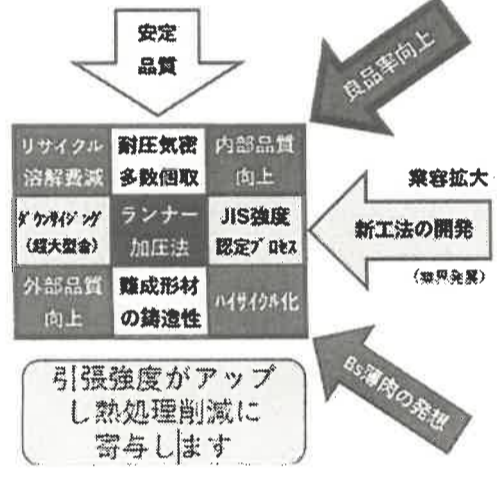 安定
品質
良品率向上
リサイクル
溶解費減
耐圧気密
多数個取
内部品質
向上
ダウンサイジング
(超大型含)
ランナー
加圧法
JIS強度
認定プロセス
外部品質
向上
難成形材
の鋳造性
ハイサイクル化
業容拡大
新工法の開発
(業界発展)
Bs薄肉の発想
引張強度がアップ
し熱処理削減に
寄与します